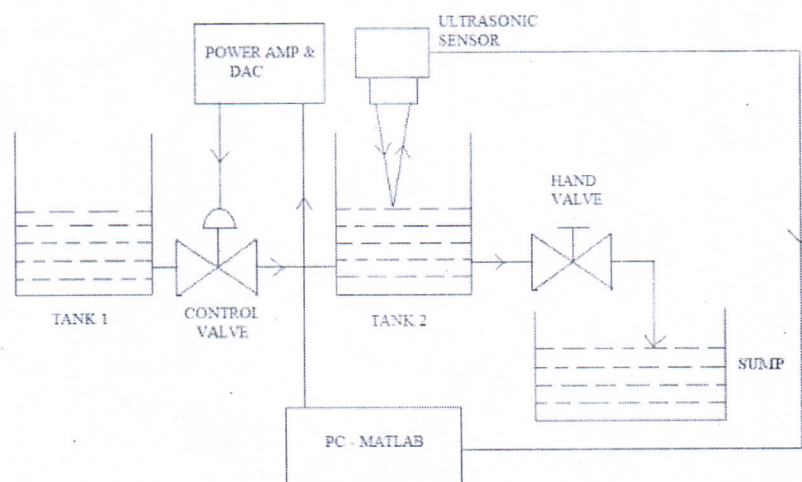 ULTRASONIC
SENSOR
POWER AMP &
DAC
HAND
VALVE
CONTROL
VALVE
TANK 1
TANK 2
SUMP
PC - MATLAB